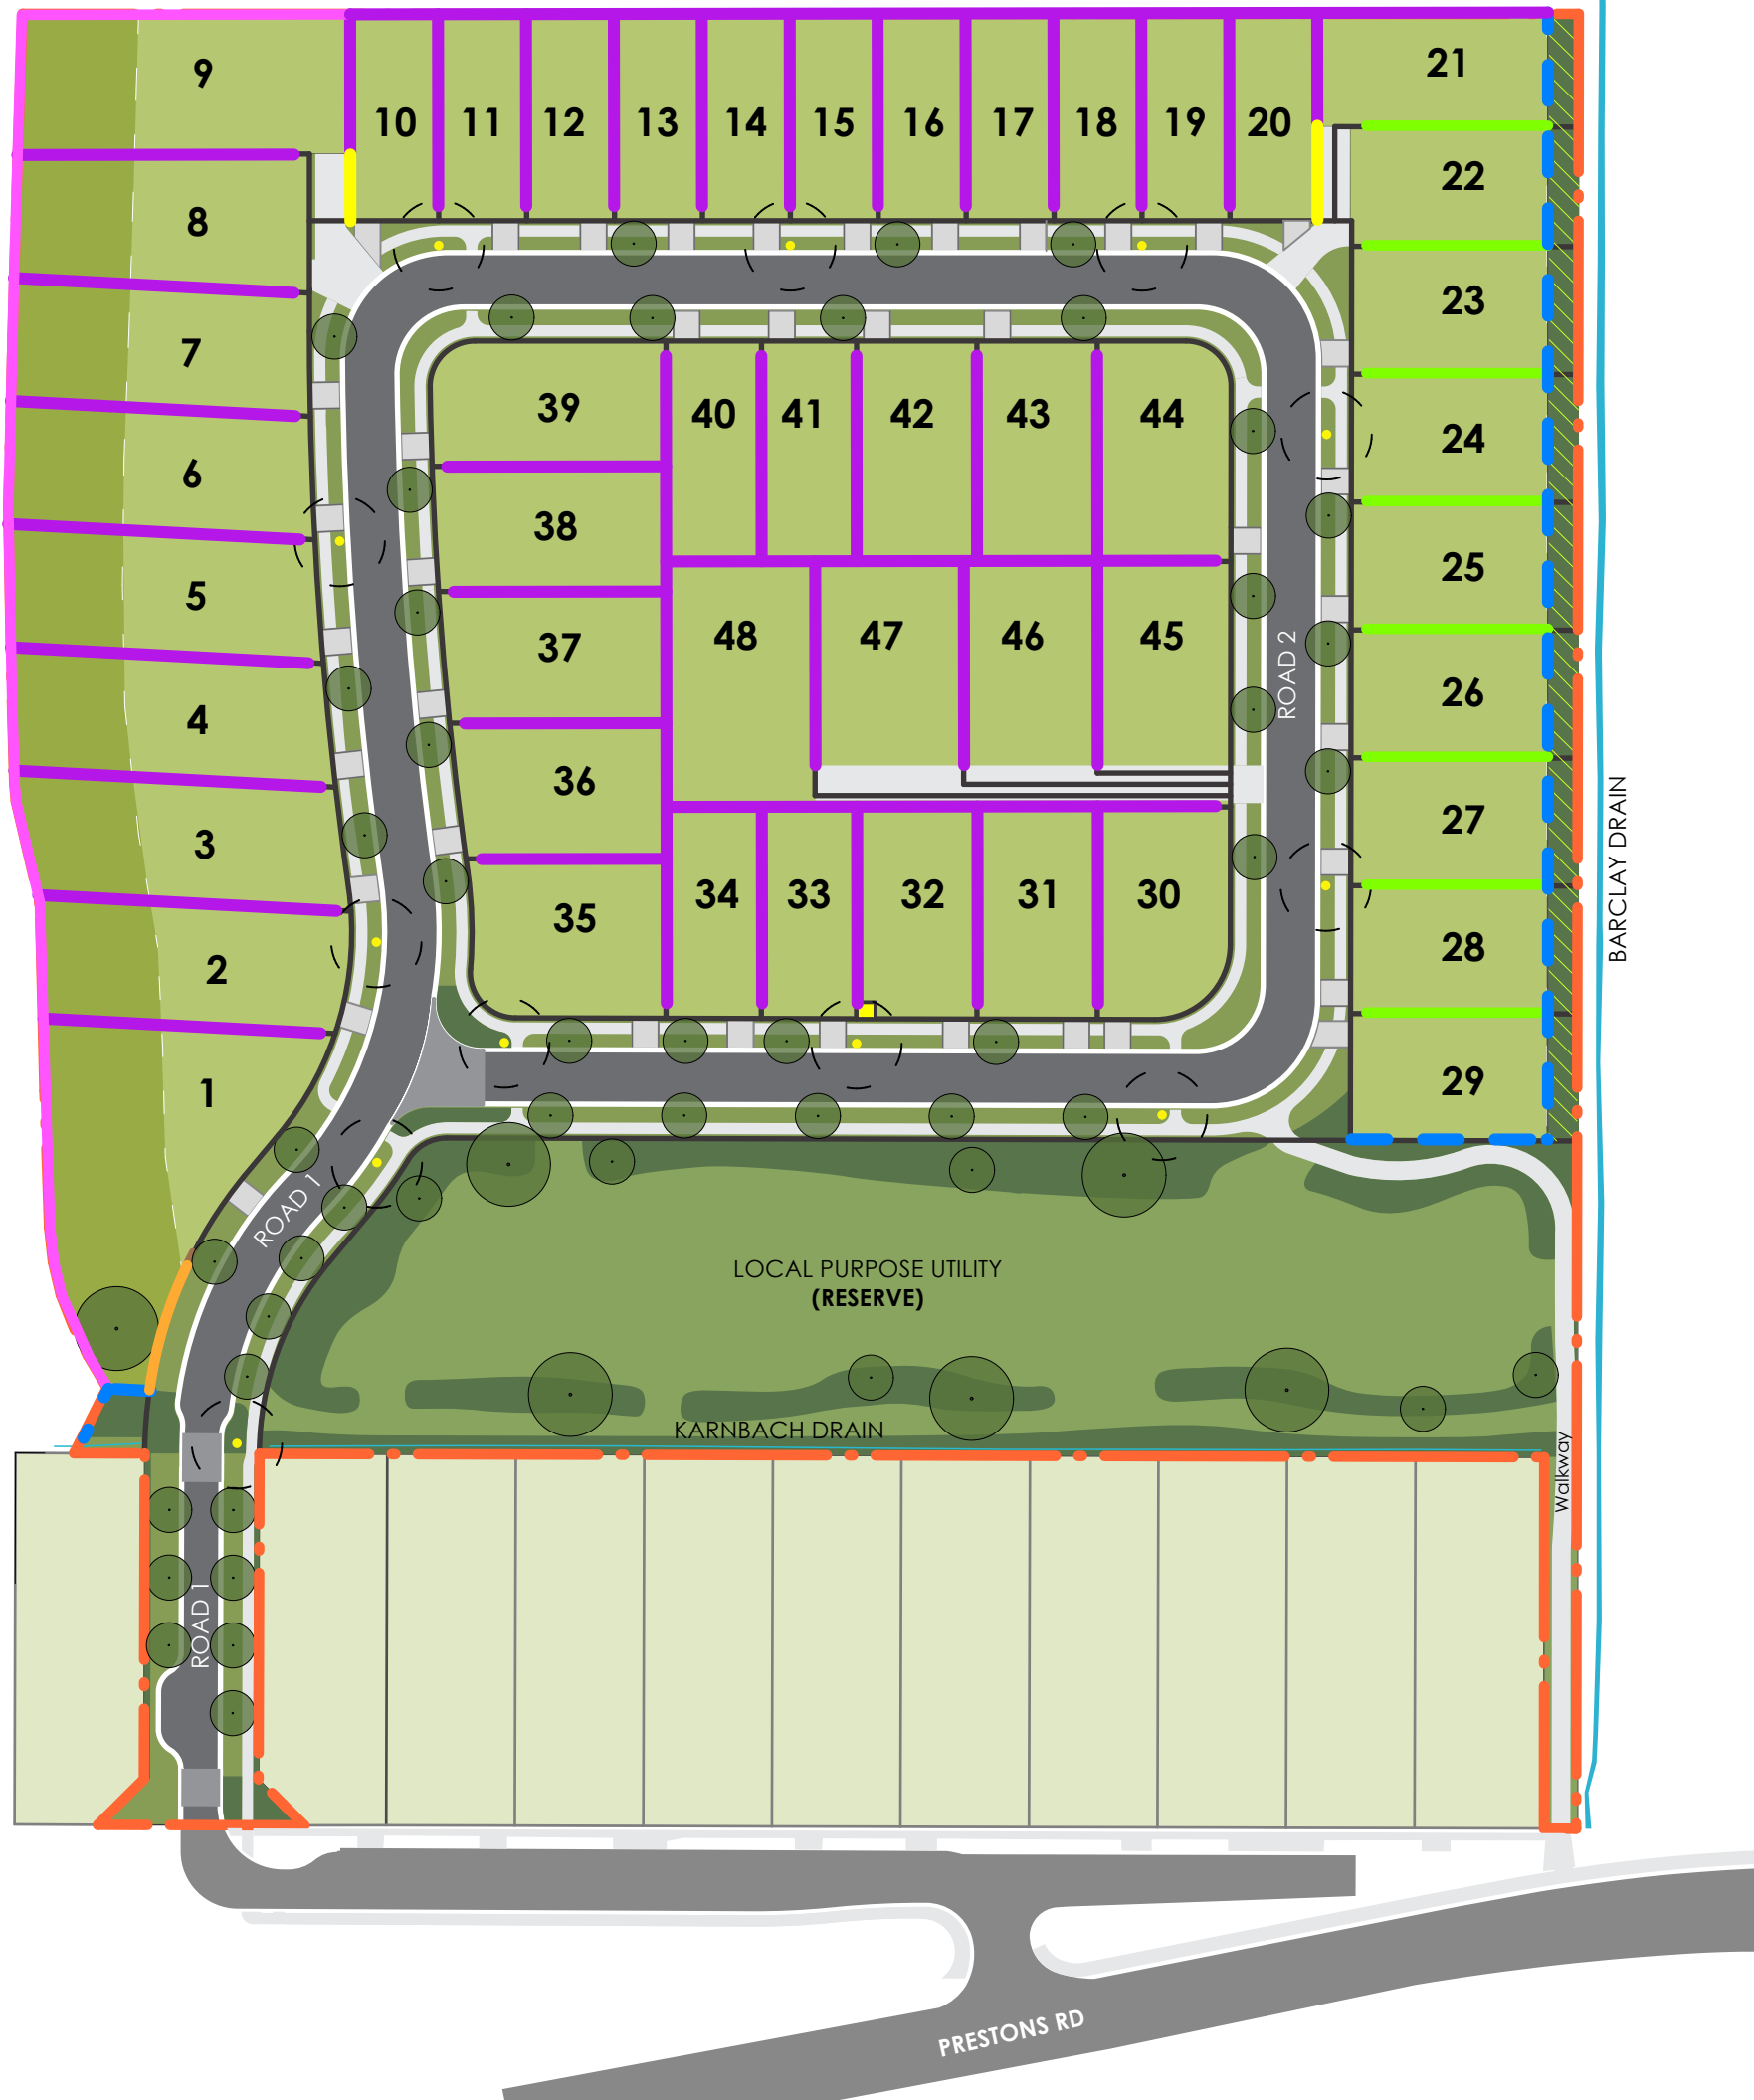 9
21
10 11 12 13 14 15 16 17 18 19 20
22
8
23
7
39 40 41 42 43 44
24
6
38
25
5
37
48 47 46 45
ROAD 2
26
4
36
27
3
BARCLAY DRAIN
35
34 33 32 31 30
28
2
1
29
ROAD 1
LOCAL PURPOSE UTILITY
(RESERVE)
KARNBACH DRAIN
Walkway
ROAD 1
PRESTONS RD